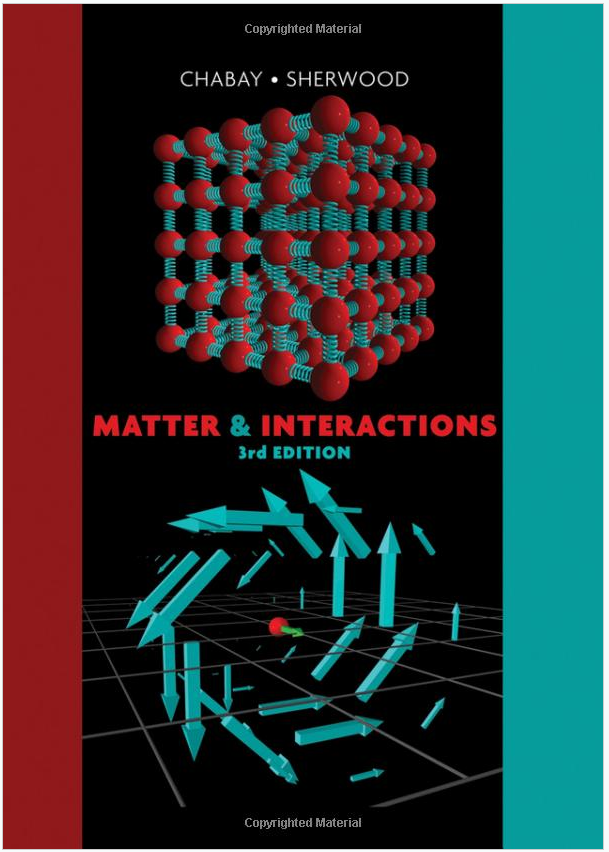 Copyrighted Material
CHABAY • SHERWOOD
MATTER & INTERACTIONS
3rd EDITION
Copyrighted Material